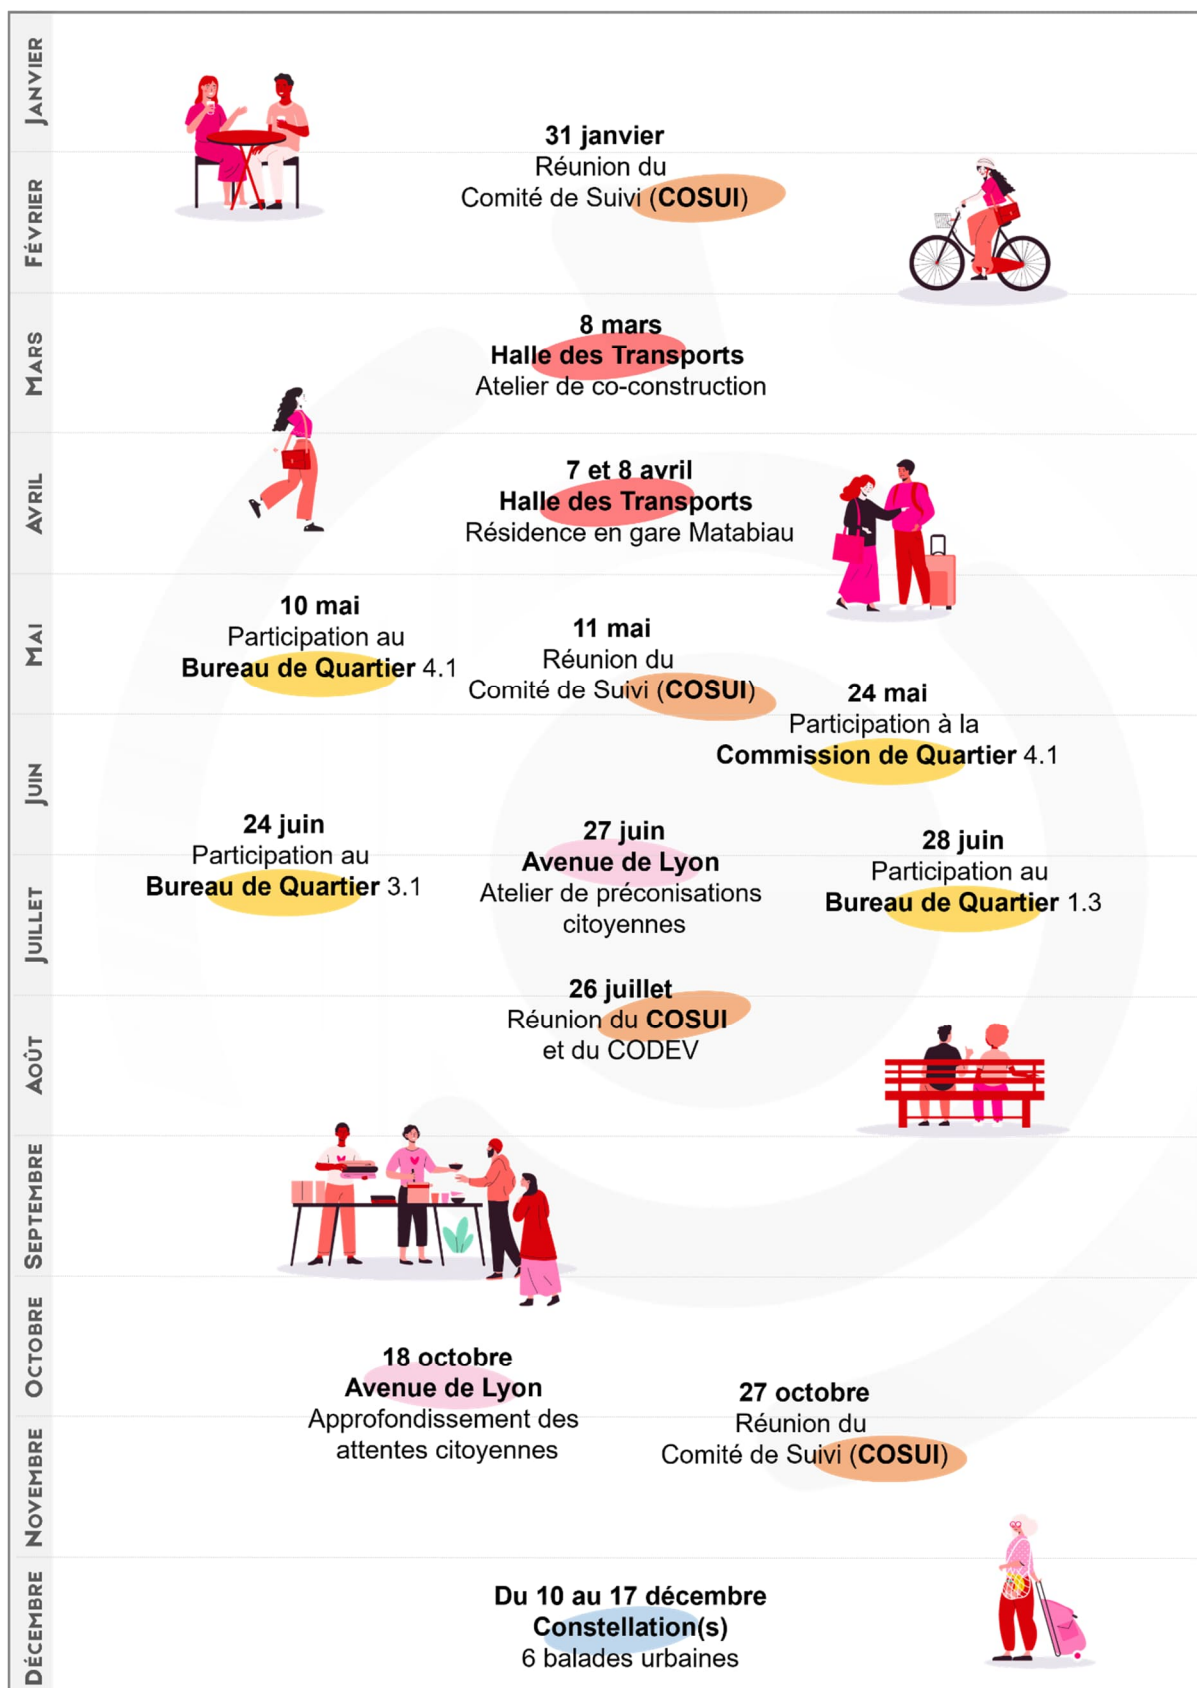 JANVIER
31 janvier
Réunion du
Comité de Suivi (COSUI)
FÉVRIER
MARS
8 mars
Halle des Transports
Atelier de co-construction
AVRIL
7 et 8 avril
Halle des Transports
Résidence en gare Matabiau
MAI
10 mai
Participation au
Bureau de Quartier 4.1
11 mai
Réunion du
Comité de Suivi (COSUI)
24 mai
Participation à la
Commission de Quartier 4.1
JUIN
24 juin
Participation au
Bureau de Quartier 3.1
27 juin
Avenue de Lyon
Atelier de préconisations
citoyennes
28 juin
Participation au
Bureau de Quartier 1.3
JUILLET
26 juillet
Réunion du COSUI
et du CODEV
AOÛT
SEPTEMBRE
OCTOBRE
18 octobre
Avenue de Lyon
Approfondissement des
attentes citoyennes
27 octobre
Réunion du
Comité de Suivi (COSUI)
NOVEMBRE
DÉCEMBRE
Du 10 au 17 décembre
Constellation(s)
6 balades urbaines